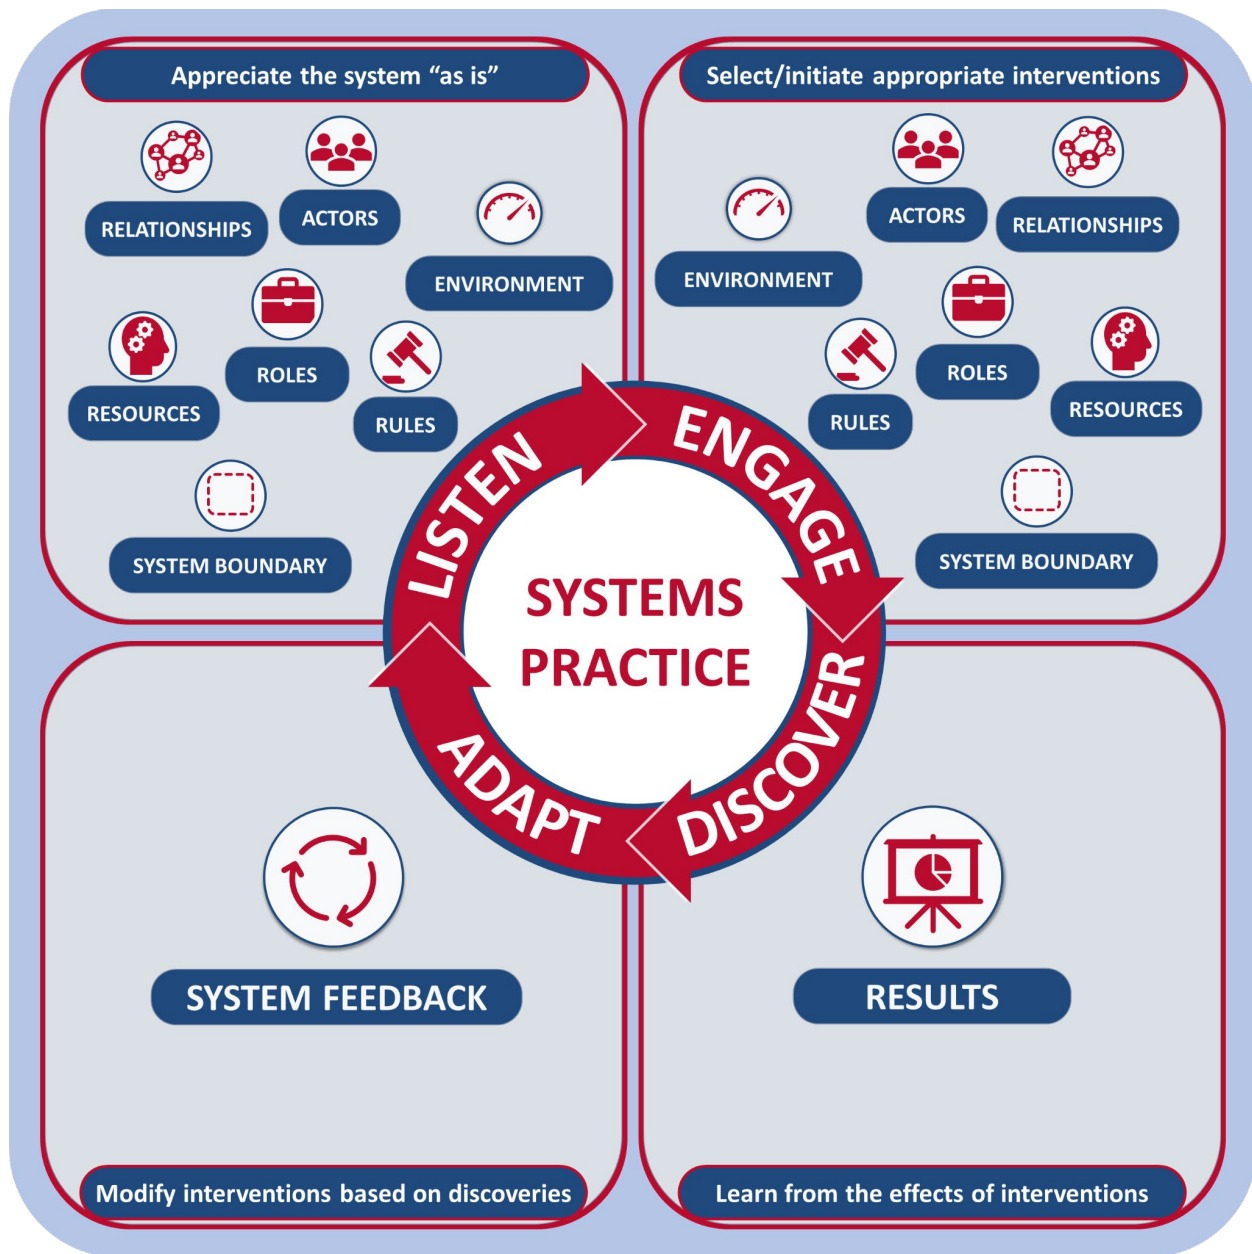 Appreciate the system “as is”
RELATIONSHIPS
ACTORS
ENVIRONMENT
RESOURCES
ROLES
RULES
SYSTEM BOUNDARY
Select/initiate appropriate interventions
ENVIRONMENT
ACTORS
RELATIONSHIPS
RULES
ROLES
RESOURCES
SYSTEM BOUNDARY
LISTEN
ENGAGE
DISCOVER
ADAPT
SYSTEMS
PRACTICE
SYSTEM FEEDBACK
Modify interventions based on discoveries
RESULTS
Learn from the effects of interventions